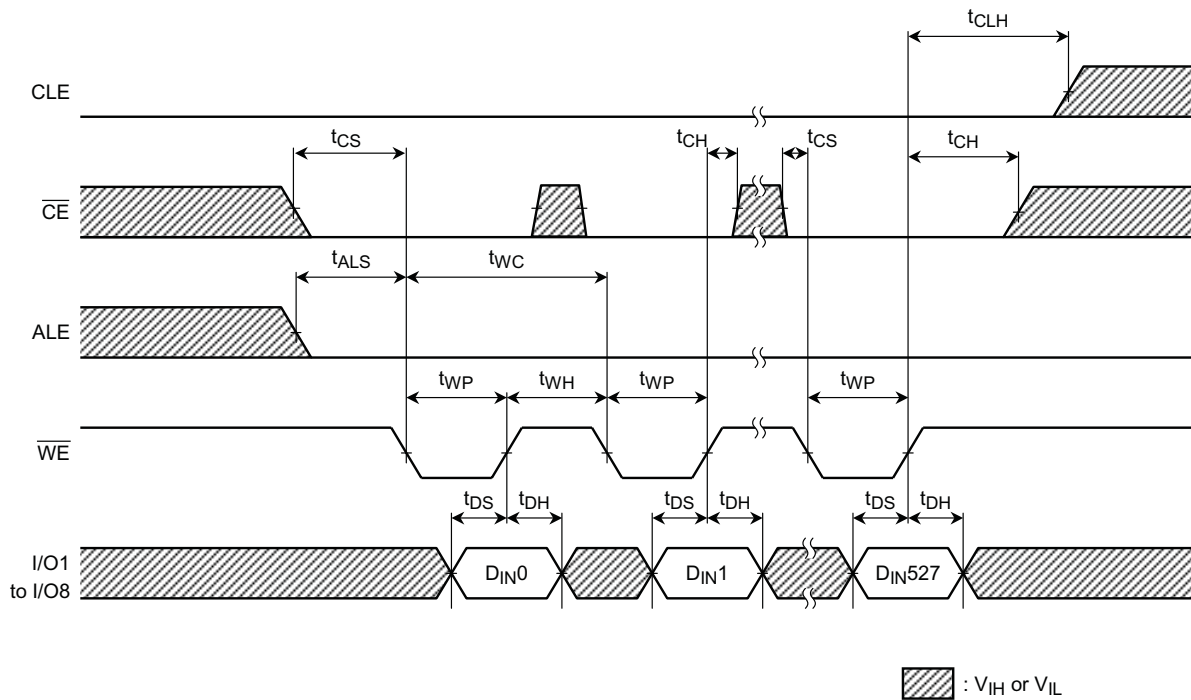 tCLH
CLE
tCS
tCH
tCS
tCH
CE
tALS
tWC
ALE
tWP
tWH
tWP
tWP
WE
tDS
tDH
tDS
tDH
tDS
tDH
I/O1
to I/O8
DIN0
DIN1
DIN527
: VIH or VIL